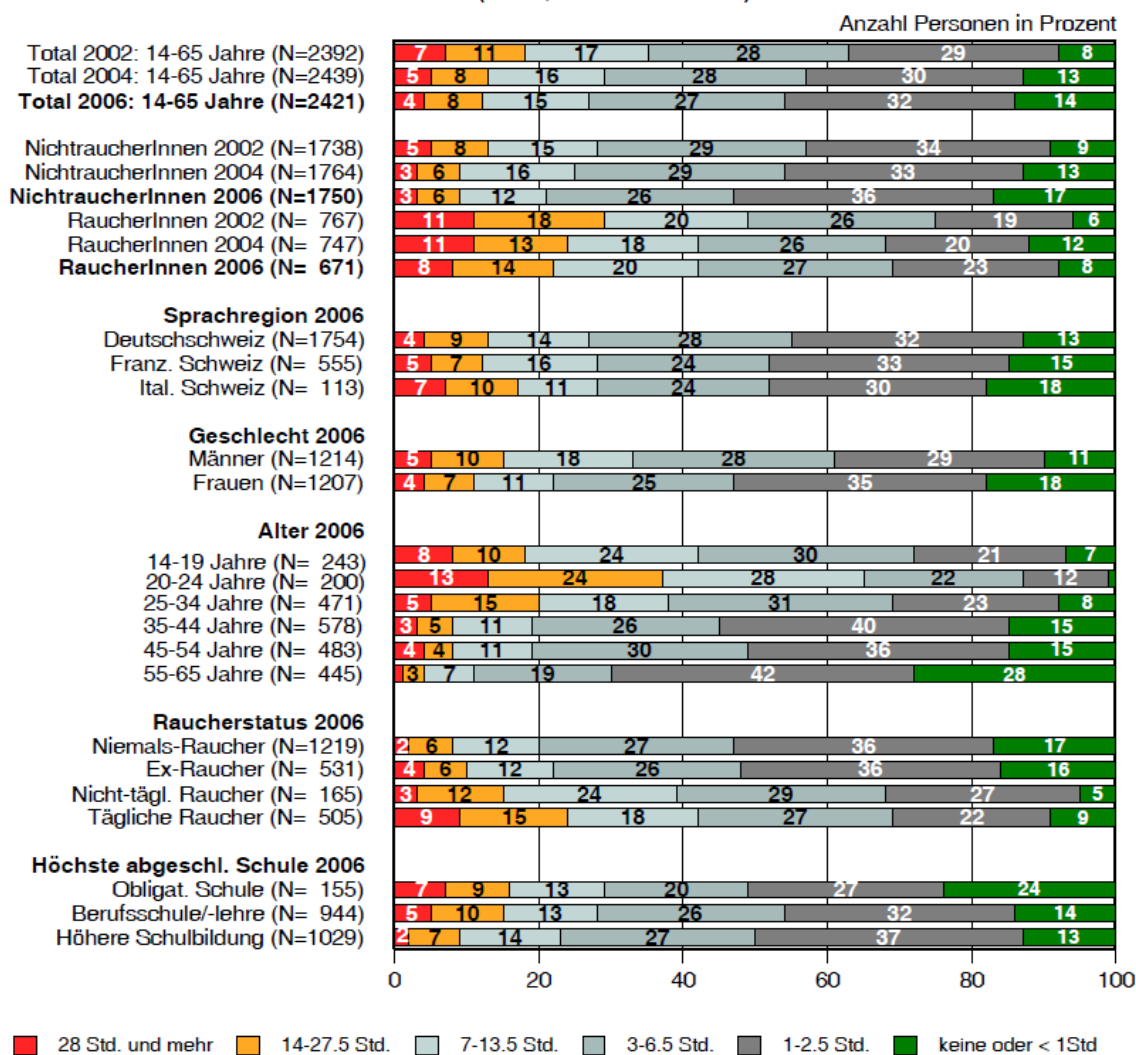 Anzahl Personen in Prozent
Total 2002: 14-65 Jahre (N=2392) 7 11 17 28 29 8
Total 2004: 14-65 Jahre (N=2439) 5 8 16 28 30 13
Total 2006: 14-65 Jahre (N=2421) 4 8 15 27 32 14
NichtraucherInnen 2002 (N=1738) 5 8 15 29 34 9
NichtraucherInnen 2004 (N=1764) 3 6 16 29 33 13
NichtraucherInnen 2006 (N=1750) 3 6 12 26 36 17
RaucherInnen 2002 (N= 767) 11 18 20 26 19 6
RaucherInnen 2004 (N= 747) 11 13 18 26 20 12
RaucherInnen 2006 (N= 671) 8 14 20 27 23 8
Sprachregion 2006
Deutschschweiz (N=1754) 4 9 14 28 32 13
Franz. Schweiz (N= 555) 5 7 16 24 33 15
Ital. Schweiz (N= 113) 7 10 11 24 30 18
Geschlecht 2006
Männer (N=1214) 5 10 18 28 29 11
Frauen (N=1207) 4 7 11 25 35 18
Alter 2006
14-19 Jahre (N= 243) 8 10 24 30 21 7
20-24 Jahre (N= 200) 13 24 28 22 12
25-34 Jahre (N= 471) 5 15 18 31 23 8
35-44 Jahre (N= 578) 3 5 11 26 40 15
45-54 Jahre (N= 483) 4 4 11 30 36 15
55-65 Jahre (N= 445) 3 7 19 42 28
Raucherstatus 2006
Niemals-Raucher (N=1219) 2 6 12 27 36 17
Ex-Raucher (N= 531) 4 6 12 26 36 16
Nicht-tägl. Raucher (N= 165) 3 12 24 29 27 5
Tägliche Raucher (N= 505) 9 15 18 27 22 9
Höchste abgeschl. Schule 2006
Obligat. Schule (N= 155) 7 9 13 20 27 24
Berufsschule/-lehre (N= 944) 5 10 13 26 32 14
Höhere Schulbildung (N=1029) 2 7 14 27 37 13
0 20 40 60 80 100
28 Std. und mehr 14-27.5 Std. 7-13.5 Std. 3-6.5 Std. 1-2.5 Std. keine oder < 1Std